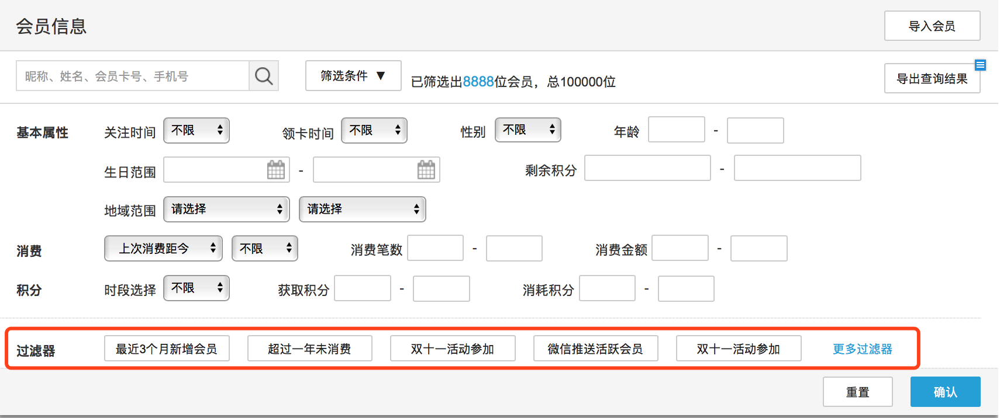 会员信息 导入会员
昵称、姓名、会员卡号、手机号 筛选条件 ▼ 已筛选出8888位会员，总100000位 导出查询结果
基本属性 关注时间 不限 领卡时间 不限 性别 不限 年龄 -
生日范围 - 剩余积分 -
地域范围 请选择 请选择
消费 上次消费距今 不限 消费笔数 - 消费金额 -
积分 时段选择 不限 获取积分 - 消耗积分 -
过滤器 最近3个月新增会员 超过一年未消费 双十一活动参加 微信推送活跃会员 双十一活动参加 更多过滤器
重置 确认